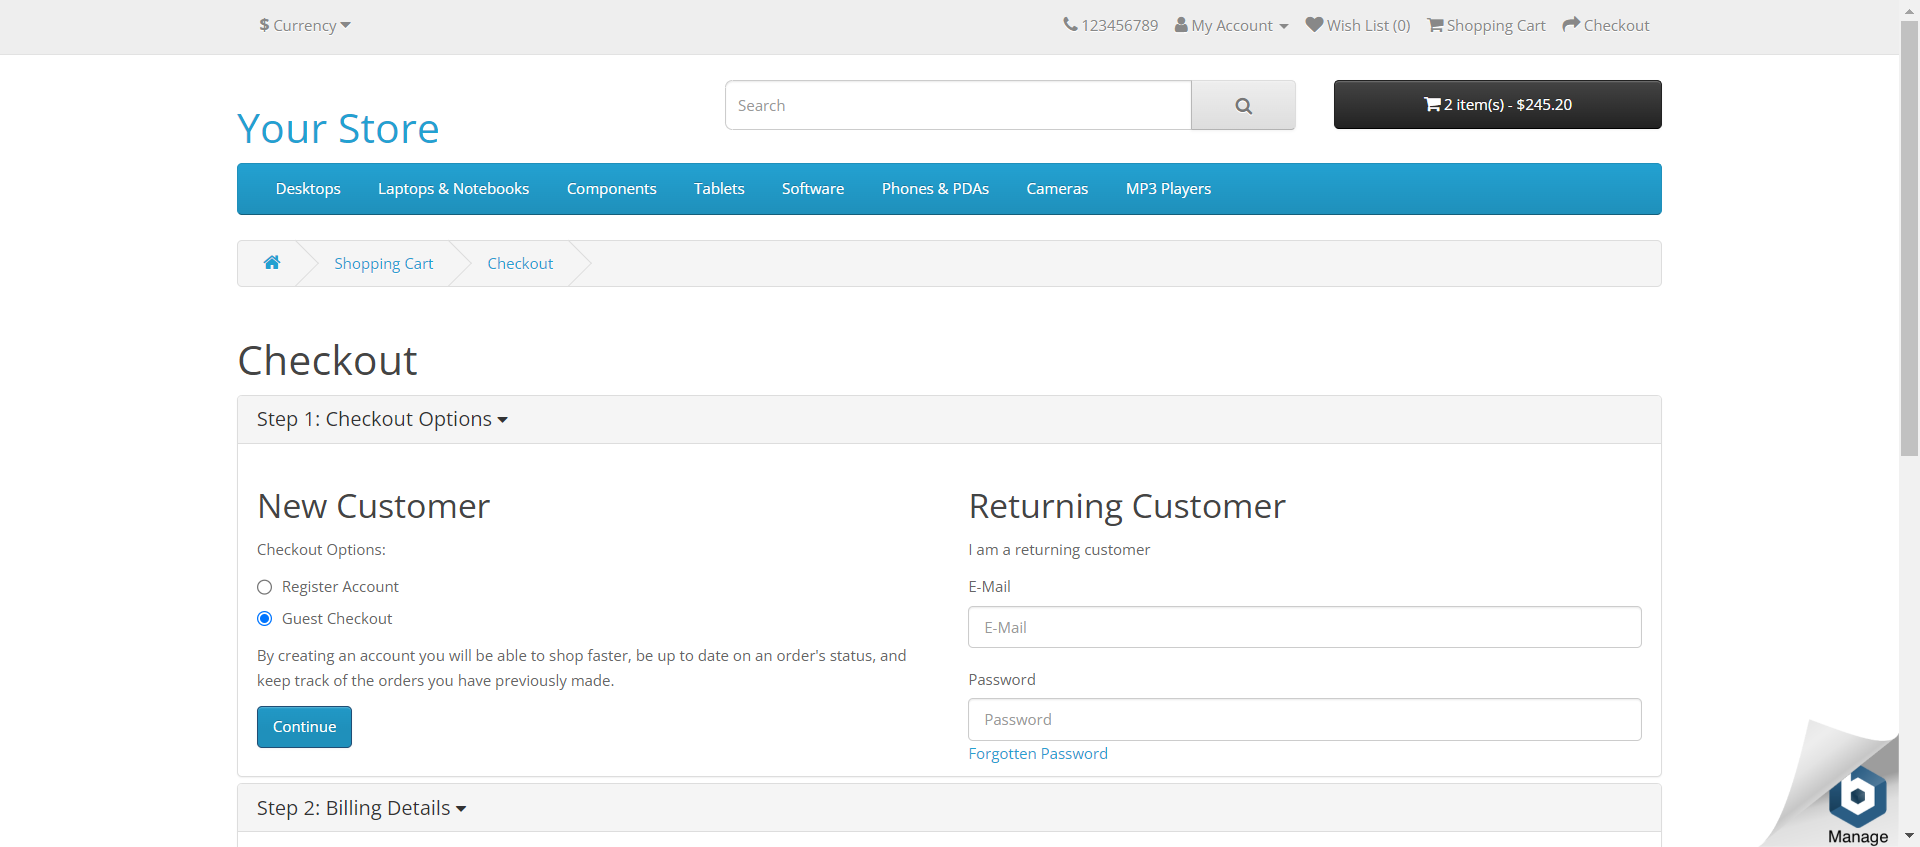 $ Currency
123456789 My Account Wish List (0) Shopping Cart Checkout
Your Store
Search
2 item(s) - $245.20
Desktops Laptops & Notebooks Components Tablets Software Phones & PDAs Cameras MP3 Players
Shopping Cart Checkout
Checkout
Step 1: Checkout Options
New Customer
Checkout Options:
Register Account
Guest Checkout
By creating an account you will be able to shop faster, be up to date on an order's status, and
keep track of the orders you have previously made.
Continue
Returning Customer
I am a returning customer
E-Mail
E-Mail
Password
Password
Forgotten Password
Step 2: Billing Details
b
Manage